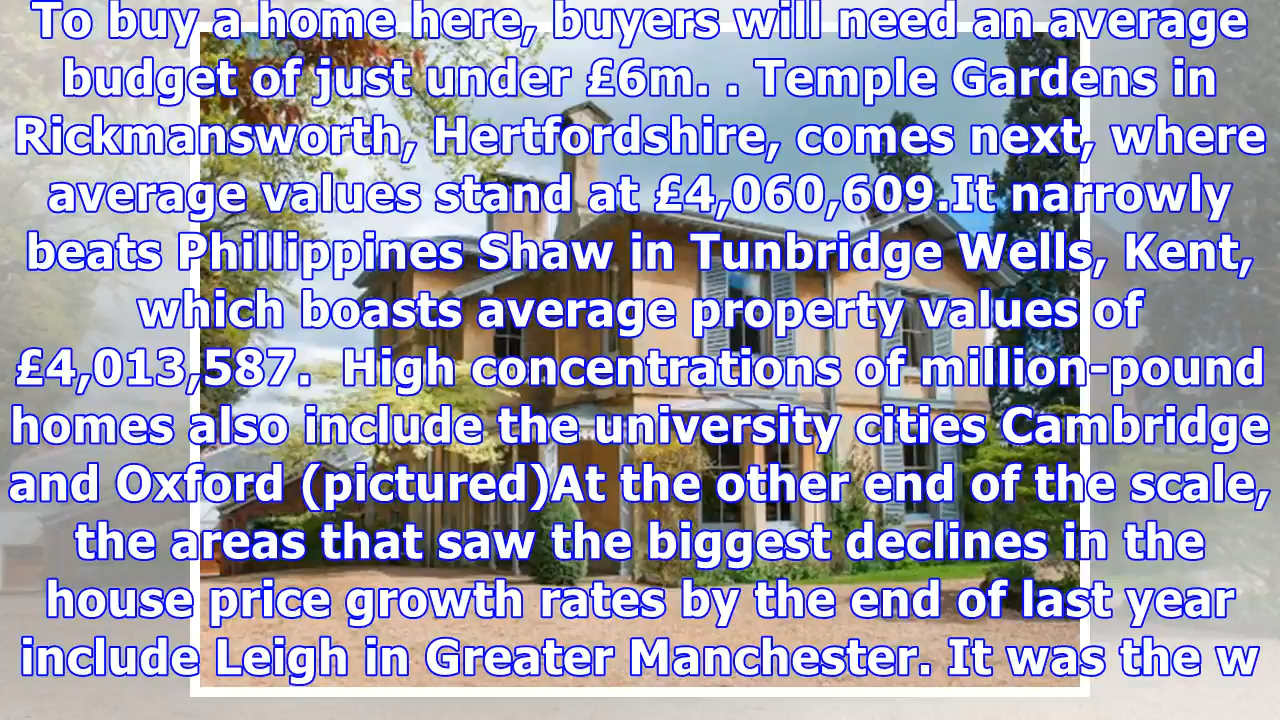 To buy a home here, buyers will need an average
budget of just under £6m. . Temple Gardens in
Rickmansworth, Hertfordshire, comes next, where
average values stand at £4,060,609.It narrowly
beats Phillippines Shaw in Tunbridge Wells, Kent,
which boasts average property values of
£4,013,587.  High concentrations of million-pound
homes also include the university cities Cambridge
and Oxford (pictured)At the other end of the scale,
the areas that saw the biggest declines in the
house price growth rates by the end of last year
include Leigh in Greater Manchester. It was the w